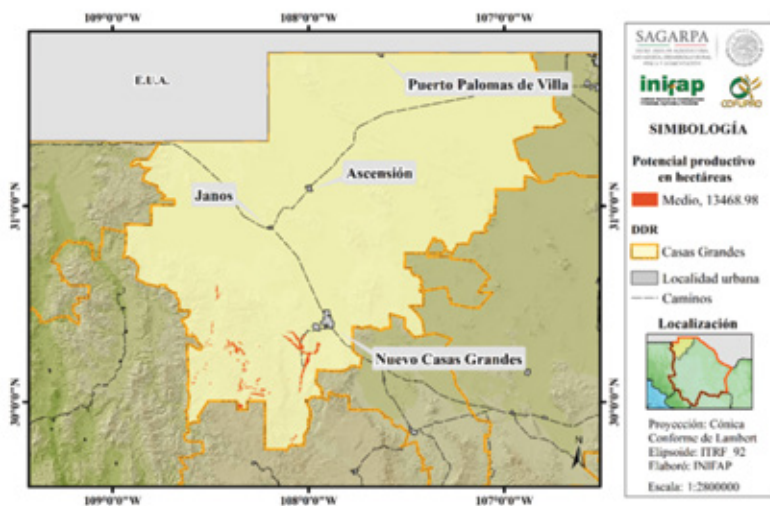 109°0'0"W
108°0'0"W
107°0'0"W
E.U.A.
Puerto Palomas de Villa
Ascensión
Janos
Nuevo Casas Grandes
31°0'0"N
30°0'0"N
31°0'0"N
30°0'0"N
109°0'0"W
108°0'0"W
107°0'0"W
N
SAGARPA
inifap
COFUPRO
SIMBOLOGÍA
Potencial productivo
en hectáreas
Medio, 13468.98
DDR
Casas Grandes
Localidad urbana
Caminos
Localización
Proyección: Cónica
Conforme de Lambert
Elipsoide: ITRF_92
Elaboró: INIFAP
Escala: 1:2800000